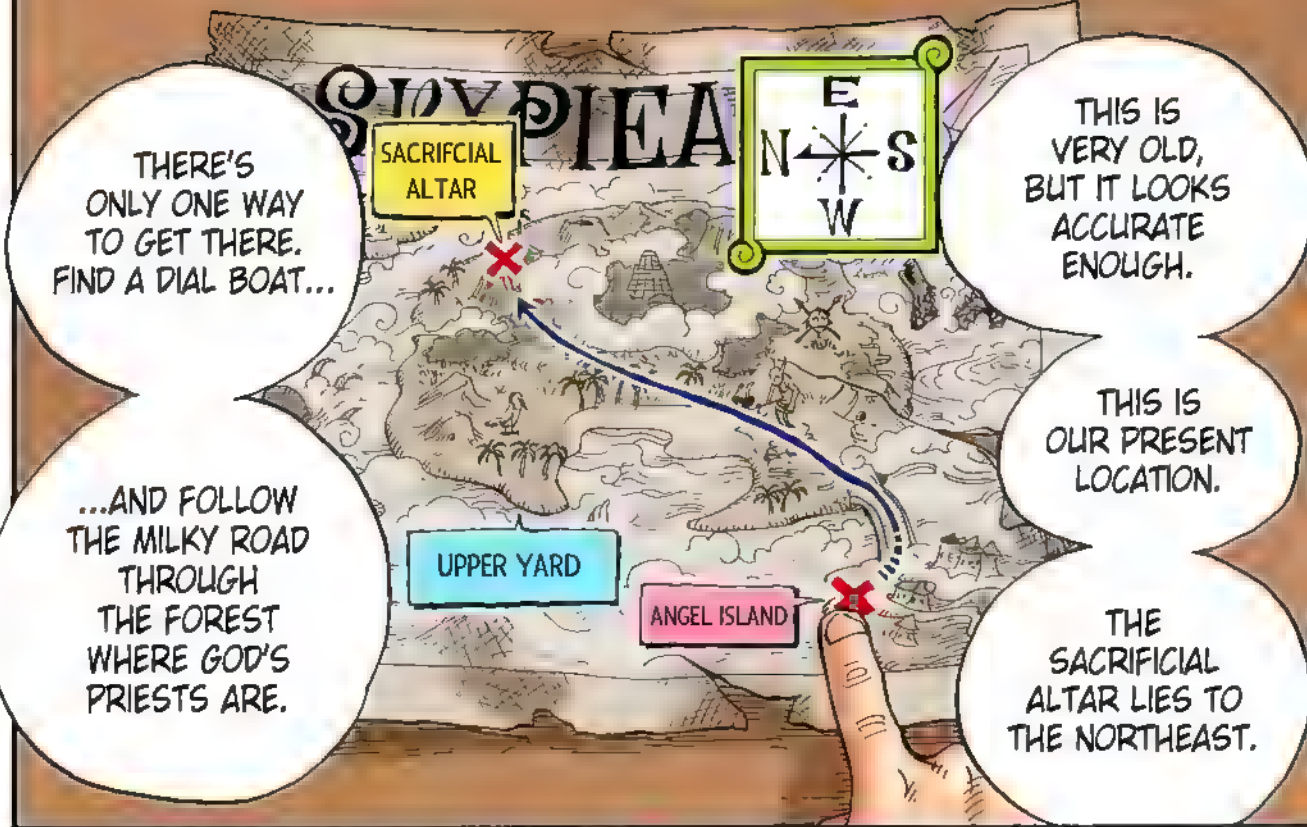 SKYPIEA
E
N S
W
THIS IS
VERY OLD,
BUT IT LOOKS
ACCURATE
ENOUGH.
THIS IS
OUR PRESENT
LOCATION.
THE
SACRIFICIAL
ALTAR LIES TO
THE NORTHEAST.
SACRIFCIAL
ALTAR
UPPER YARD
ANGEL ISLAND
THERE'S
ONLY ONE WAY
TO GET THERE.
FIND A DIAL BOAT...
...AND FOLLOW
THE MILKY ROAD
THROUGH
THE FOREST
WHERE GOD'S
PRIESTS ARE.